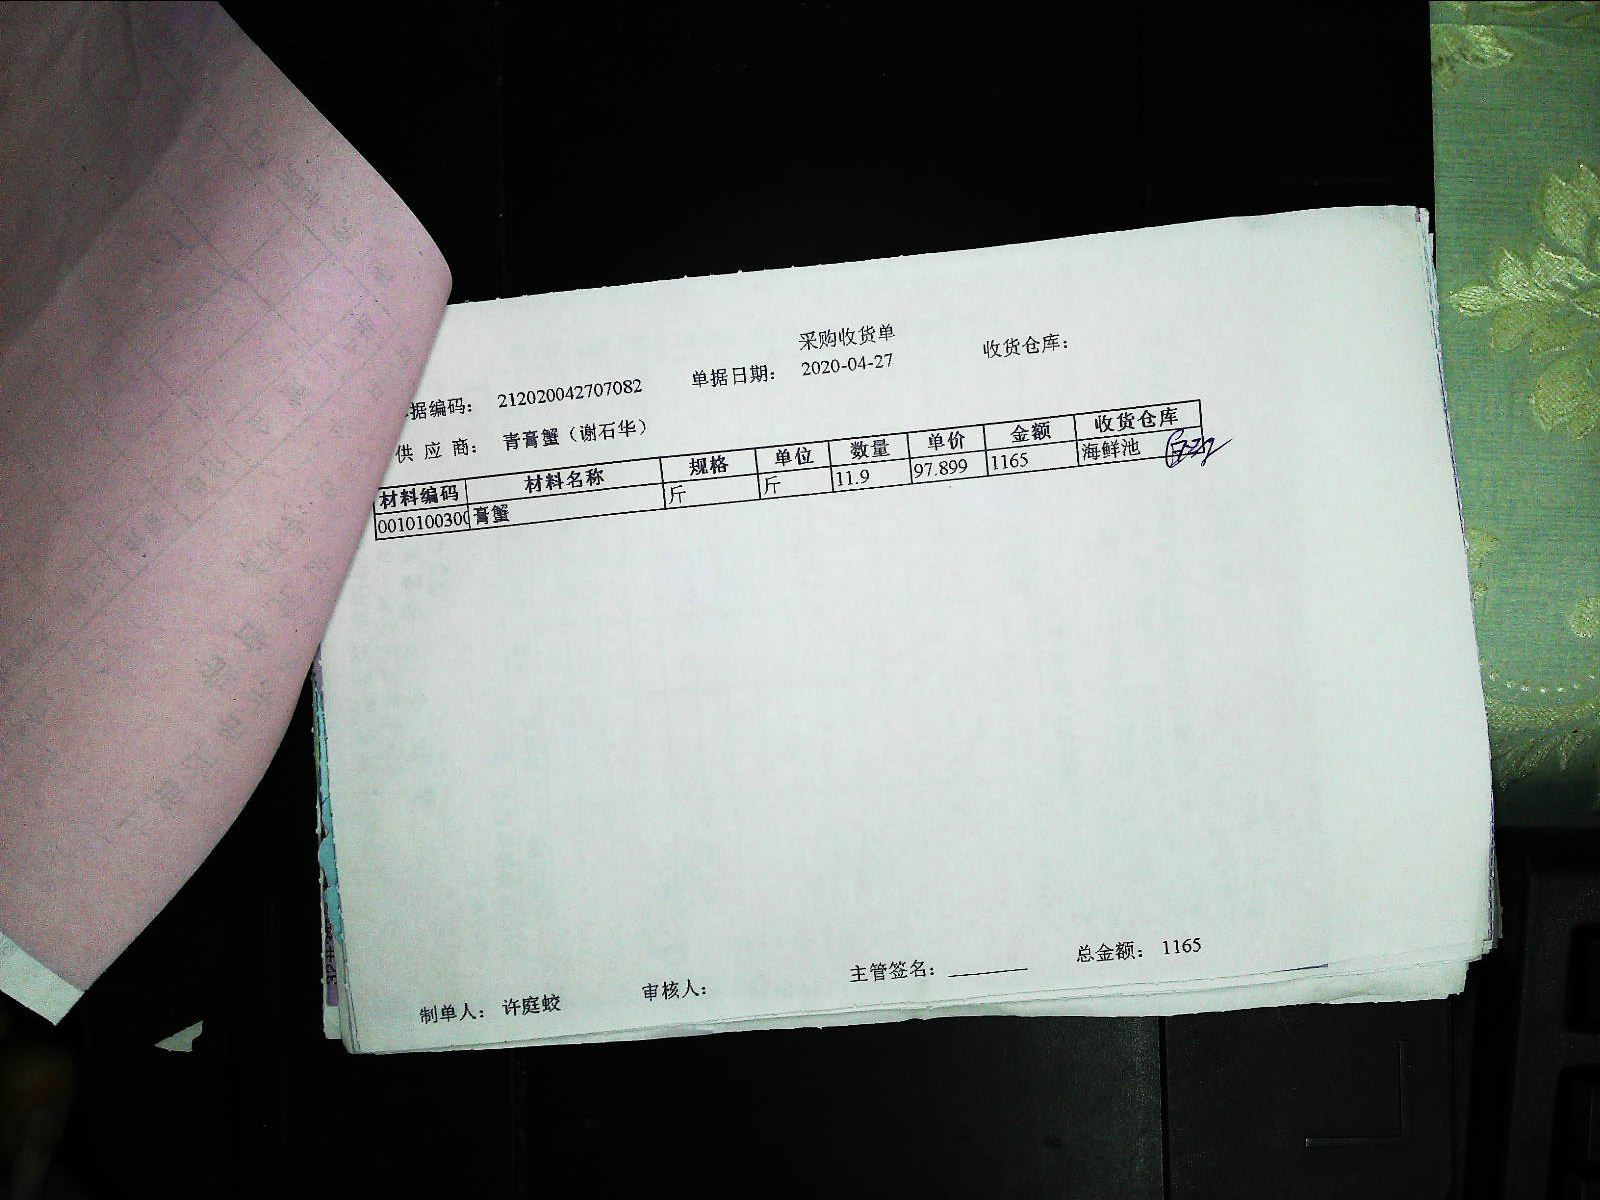 采购收货单
据编码： 212020042707082 单据日期： 2020-04-27 收货仓库：
供应商： 青膏蟹（谢石华）
材料编码 材料名称 规格 单位 数量 单价 金额 收货仓库
0010100300 膏蟹 斤 斤 11.9 97.899 1165 海鲜池
制单人： 许庭蛟 审核人： 主管签名： 总金额： 1165